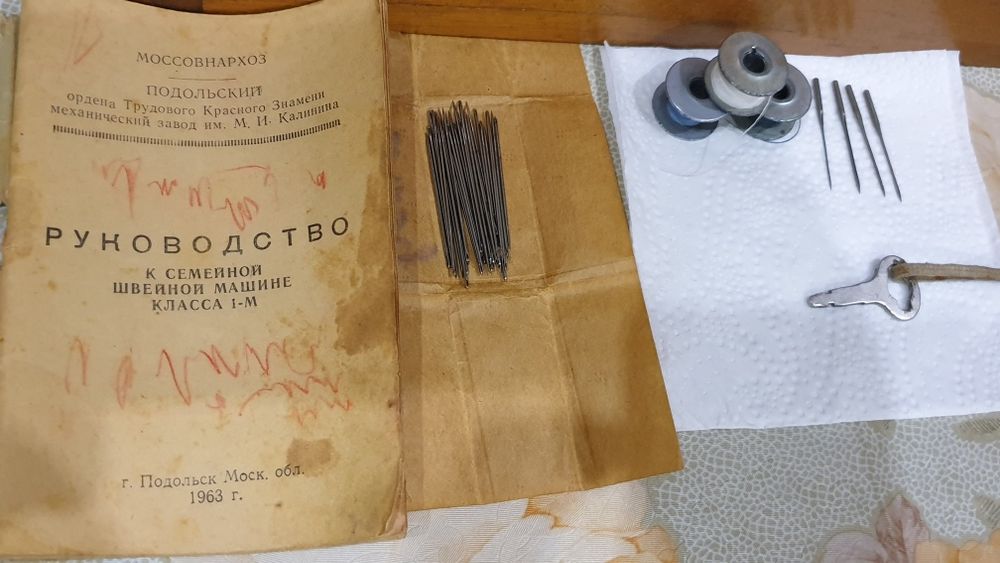 МОССОВНАРХОЗ
ПОДОЛЬСКИЙ
ордена Трудового Красного Знамени
механический завод им. М. И. Калинина
РУКОВОДСТВО
К СЕМЕЙНОЙ
ШВЕЙНОЙ МАШИНЕ
КЛАССА 1-М
г. Подольск Моск. обл.
1963 г.